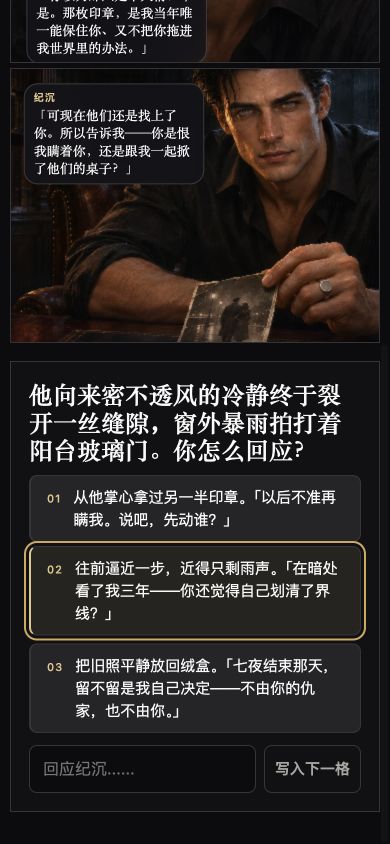 是。那枚印章，是我当年唯
一能保住你、又不把你拖进
我世界里的办法。」
纪沉
「可现在他们还是找上了
你。所以告诉我——你是恨
我瞒着你，还是跟我一起掀
了他们的桌子？」
他向来密不透风的冷静终于裂
开一丝缝隙，窗外暴雨拍打着
阳台玻璃门。你怎么回应？
01 从他掌心拿过另一半印章。「以后不准再
瞒我。说吧，先动谁？」
02 往前逼近一步，近得只剩雨声。「在暗处
看了我三年——你还觉得自己划清了界
线？」
03 把旧照平静放回绒盒。「七夜结束那天，
留不留是我自己决定——不由你的仇
家，也不由你。」
回应纪沉……
写入下一格